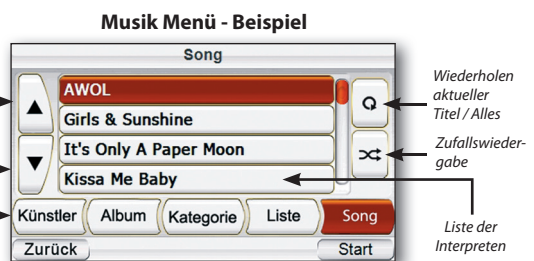 Musik Menü - Beispiel
Song
AWOL
Girls & Sunshine
It's Only A Paper Moon
Kissa Me Baby
Künstler Album Kategorie Liste Song
Zurück Start
Wiederholen
aktueller
Titel / Alles
Zufallswieder-
gabe
Liste der
Interpreten